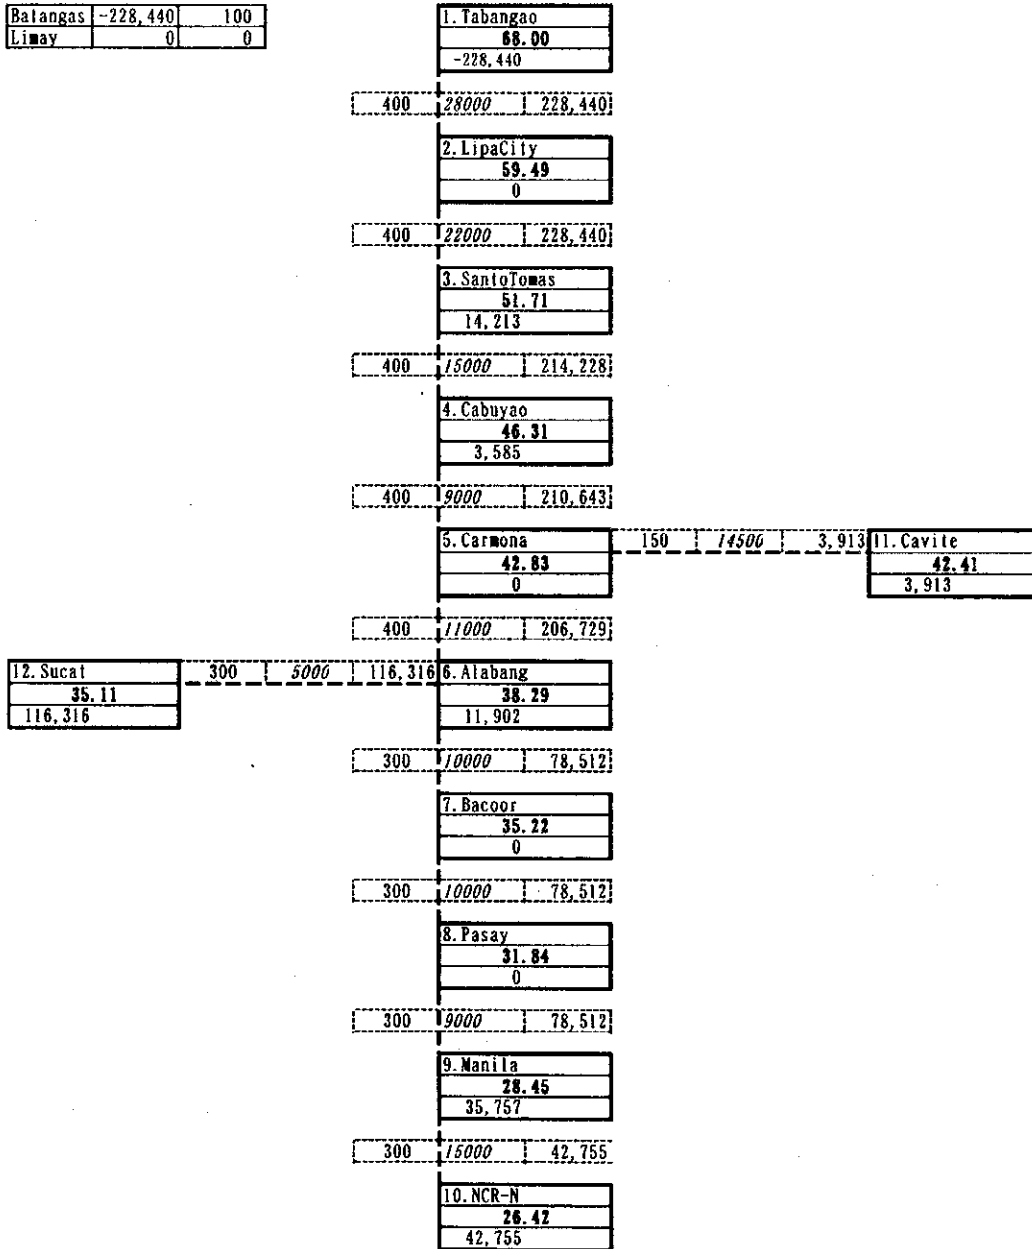 Batangas -228,440 100
Limay 0 0
1. Tabangao
68.00
-228,440
400 28000 228,440
2. LipaCity
59.49
0
400 22000 228,440
3. SantoTomas
51.71
14,213
400 15000 214,228
4. Cabuyao
46.31
3,585
400 9000 210,643
5. Carmona 150 14500 3,913 11. Cavite
42.83 42.41
0 3,913
400 11000 206,729
12. Sucat 300 5000 116,316 6. Alabang
35.11 38.29
116,316 11,902
300 10000 78,512
7. Bacoor
35.22
0
300 10000 78,512
8. Pasay
31.84
0
300 9000 78,512
9. Manila
28.45
35,757
300 15000 42,755
10. NCR-N
26.42
42,755